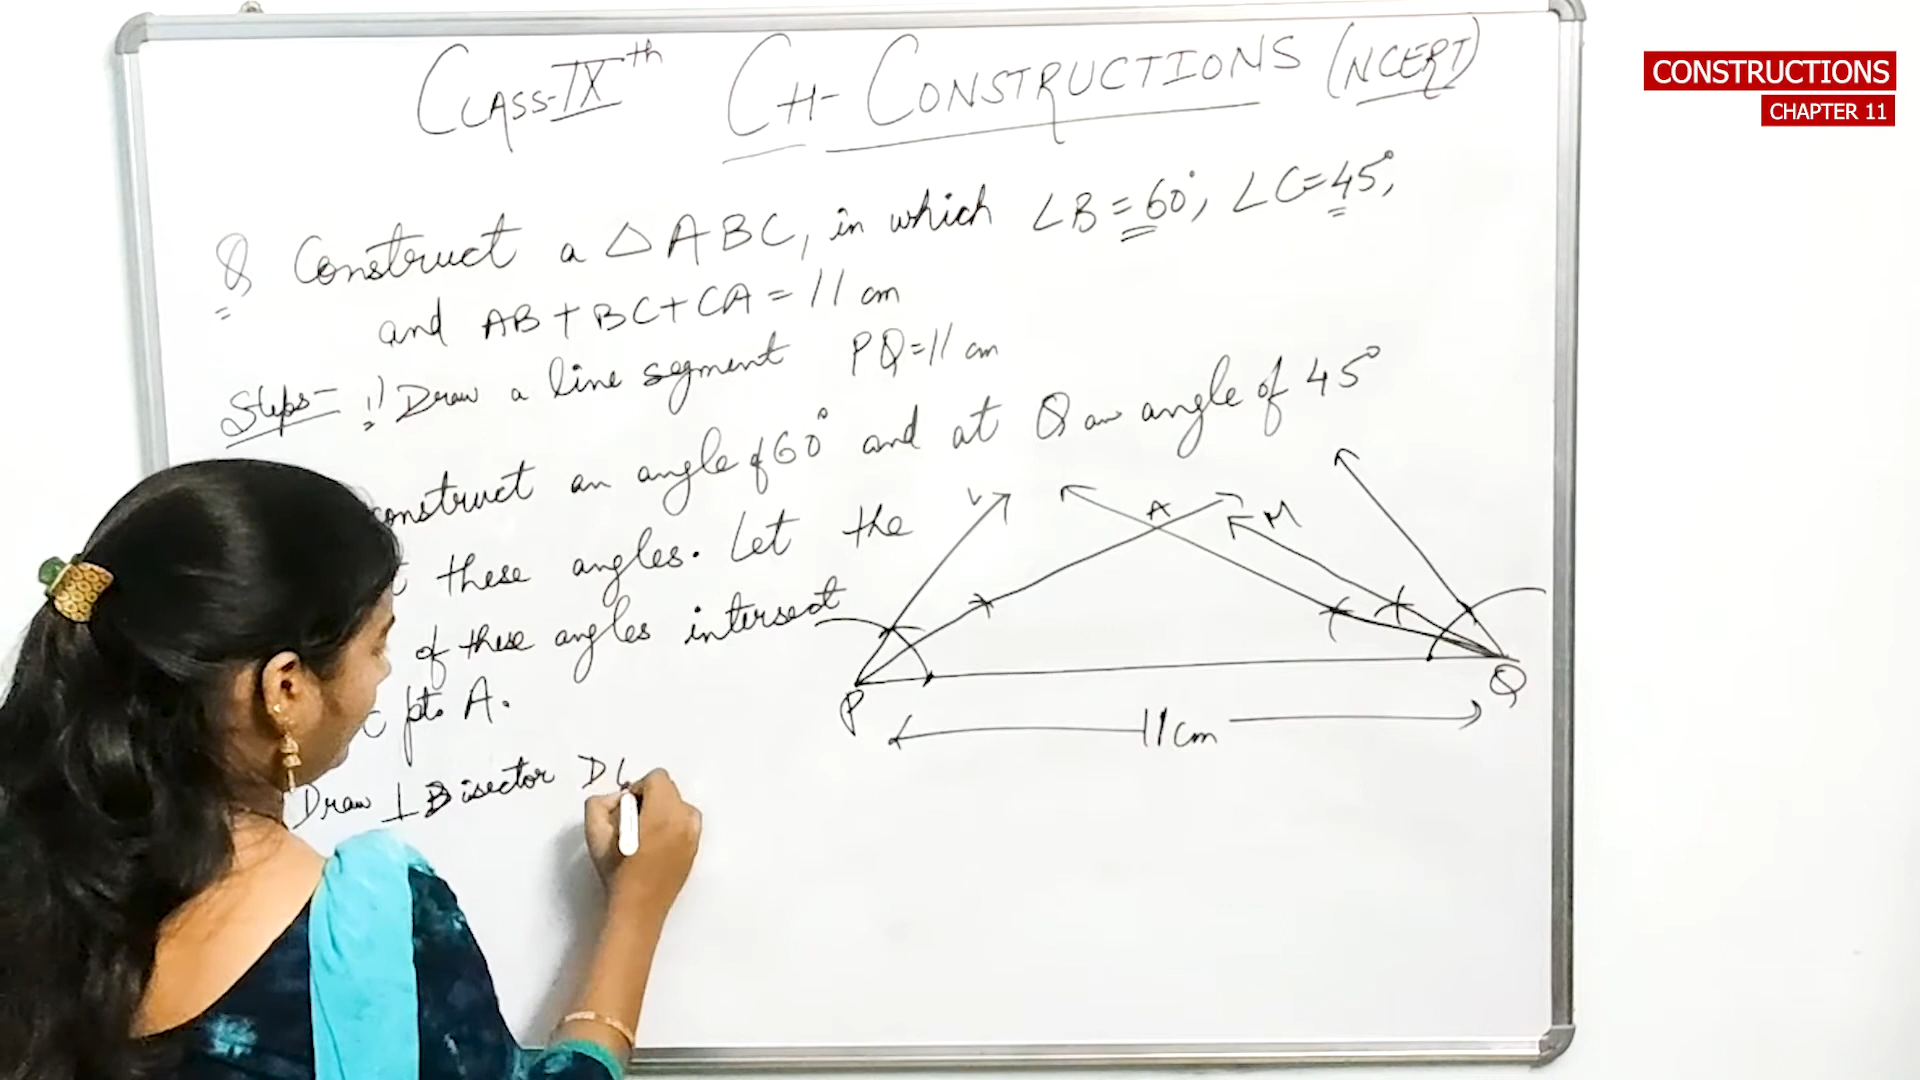 CLASS-IXth CH- CONSTRUCTIONS (NCERT)
CONSTRUCTIONS
CHAPTER 11
Q Construct a △ABC, in which ∠B=60°, ∠C=45°,
and AB+BC+CA=11 cm
Steps- 1) Draw a line segment PQ=11 cm
construct an angle of 60° and at Q an angle of 45°
these angles. Let the
of these angles intersect
pt. A.
Draw ⊥ Bisector D
L
A
M
P
Q
11cm